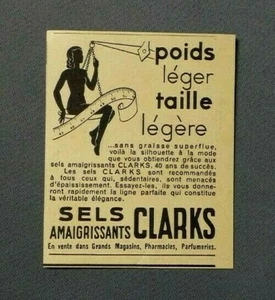 poids
léger
taille
légère
...sans graisse superflue,
voilà la silhouette à la mode
que vous obtiendrez grâce aux
sels amaigrissants CLARKS. 40 ans de succès.
Les sels CLARKS sont recommandés
à tous ceux qui, sédentaires, sont menacés
d'épaississement. Essayez-les, ils vous donne-
ront rapidement la ligne parfaite qui constitue
la véritable élégance.
SELS
AMAIGRISSANTS CLARKS
En vente dans Grands Magasins, Pharmacies, Parfumeries.